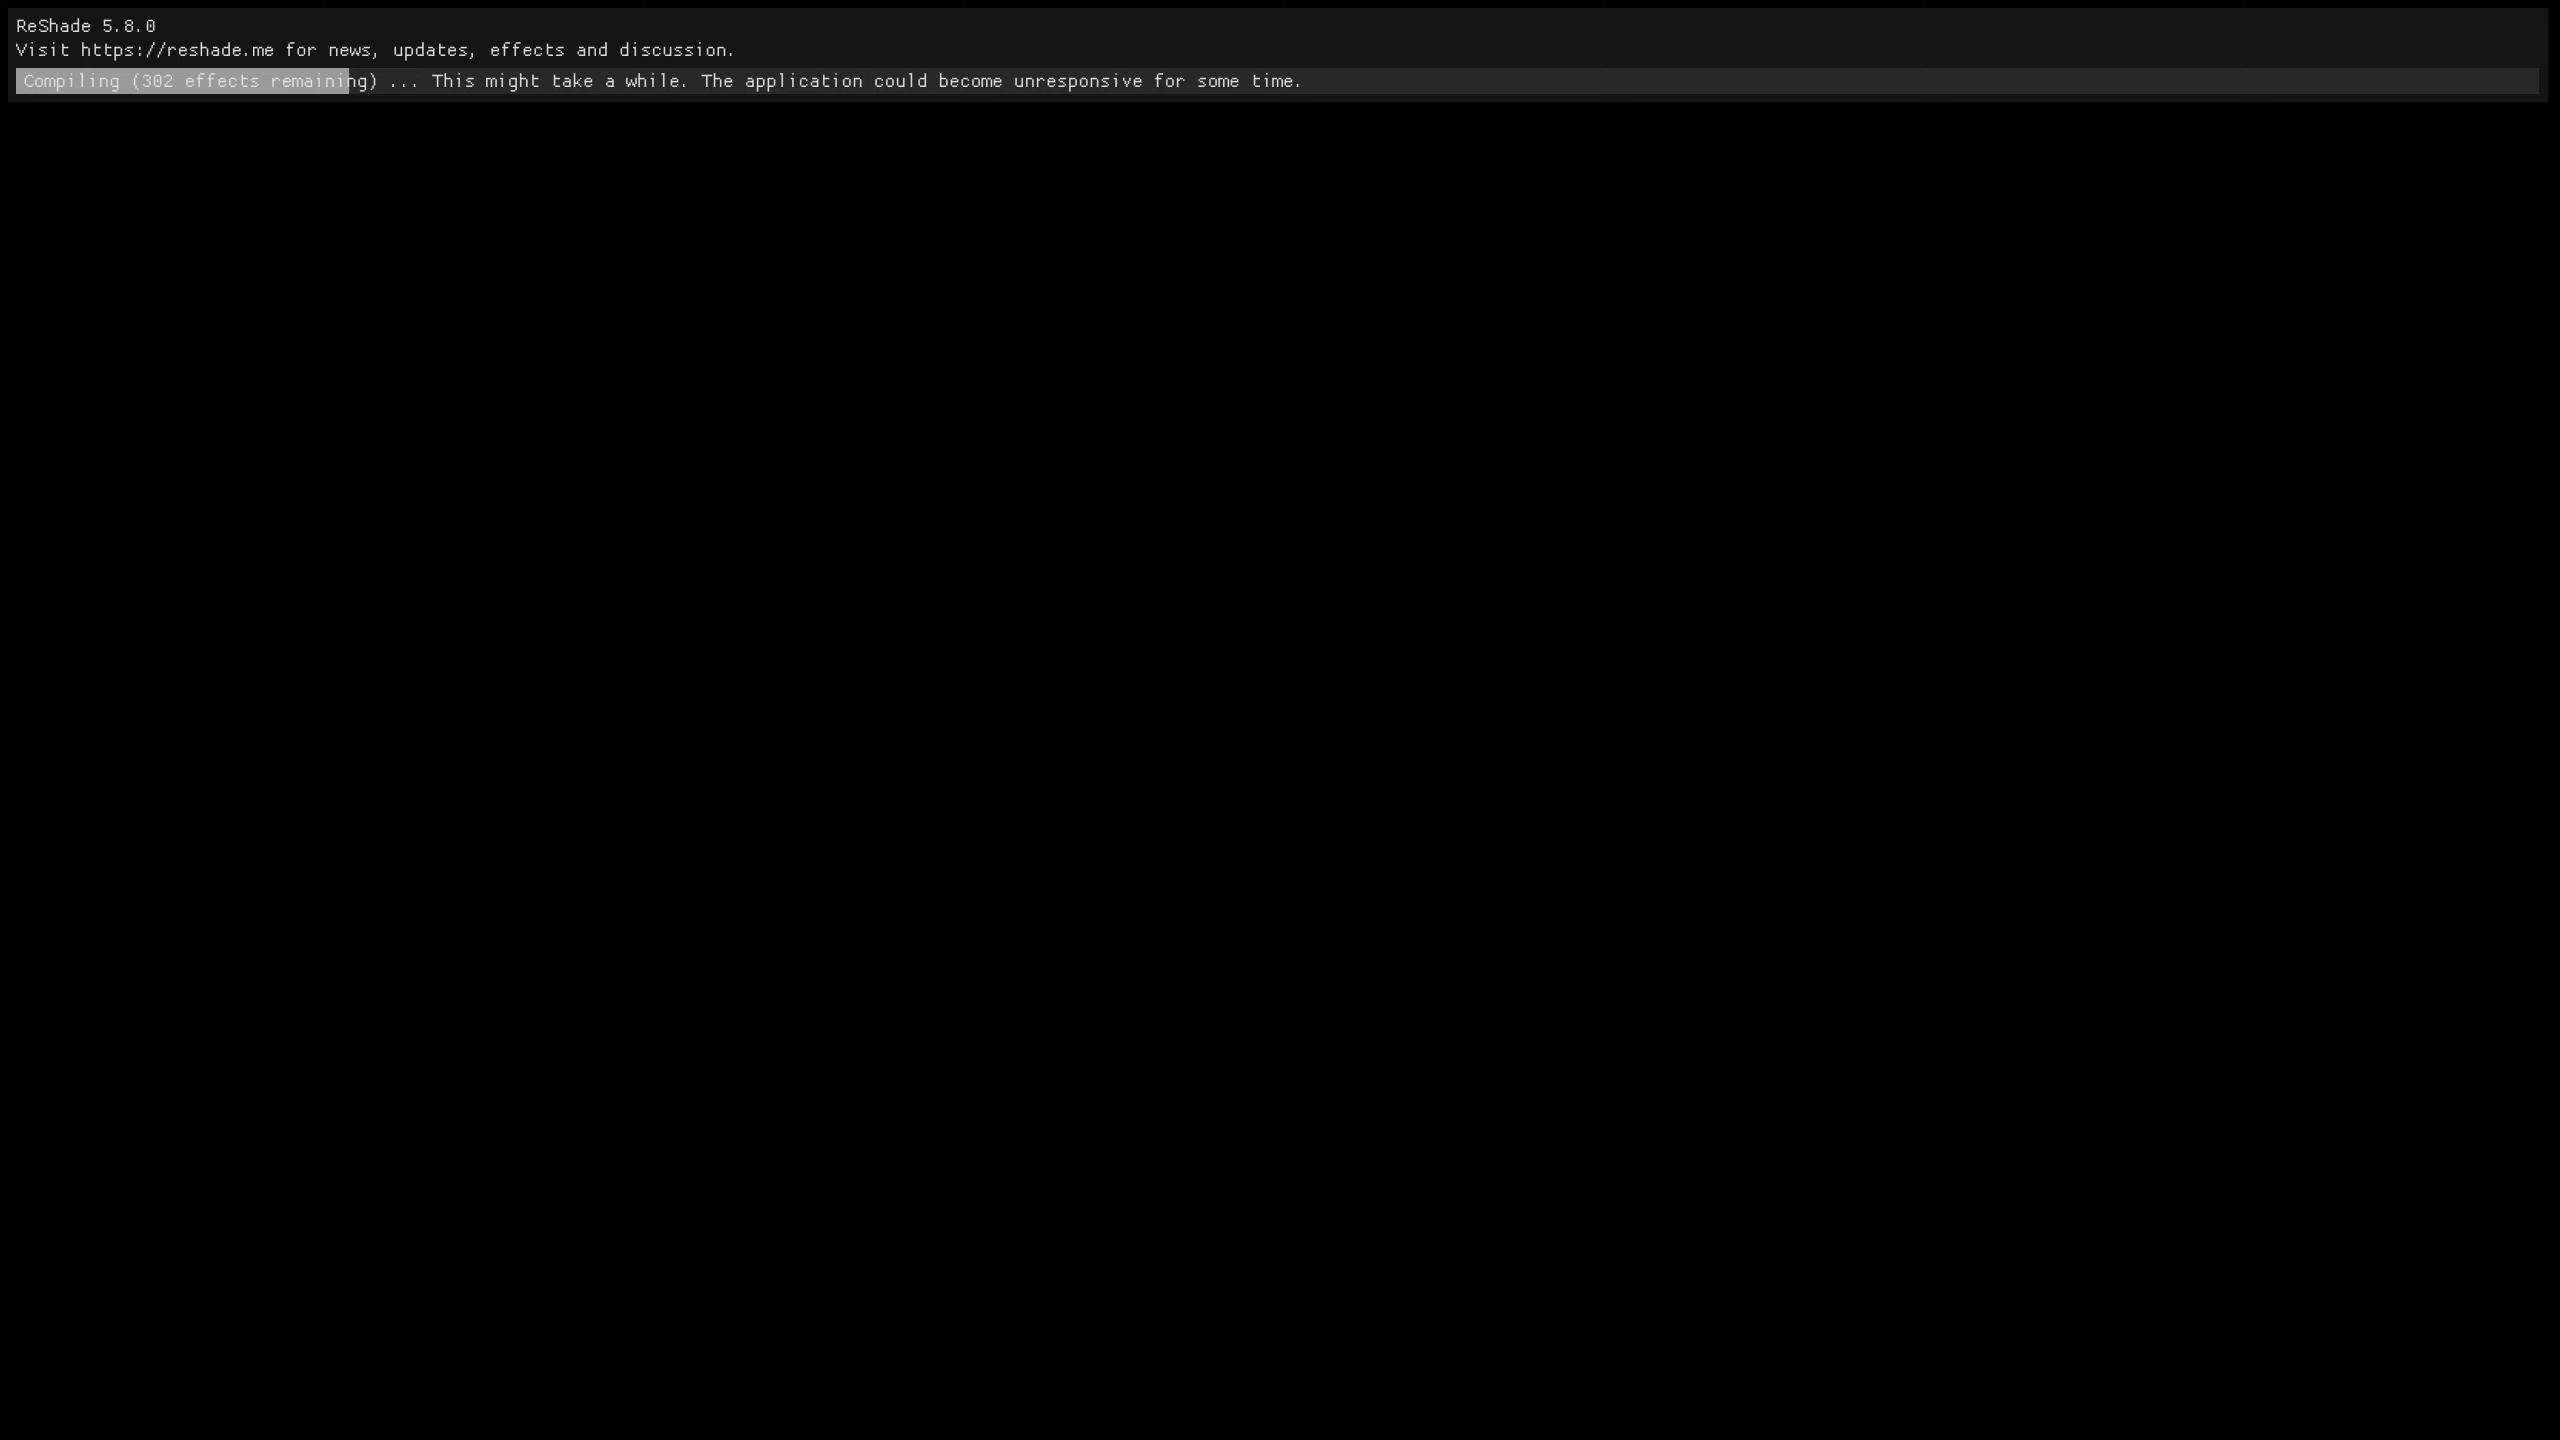 ReShade 5.8.0
Visit https://reshade.me for news, updates, effects and discussion.
Compiling (302 effects remaining) ... This might take a while. The application could become unresponsive for some time.